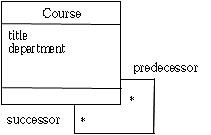 Course
title
department
predecessor
*
successor
*